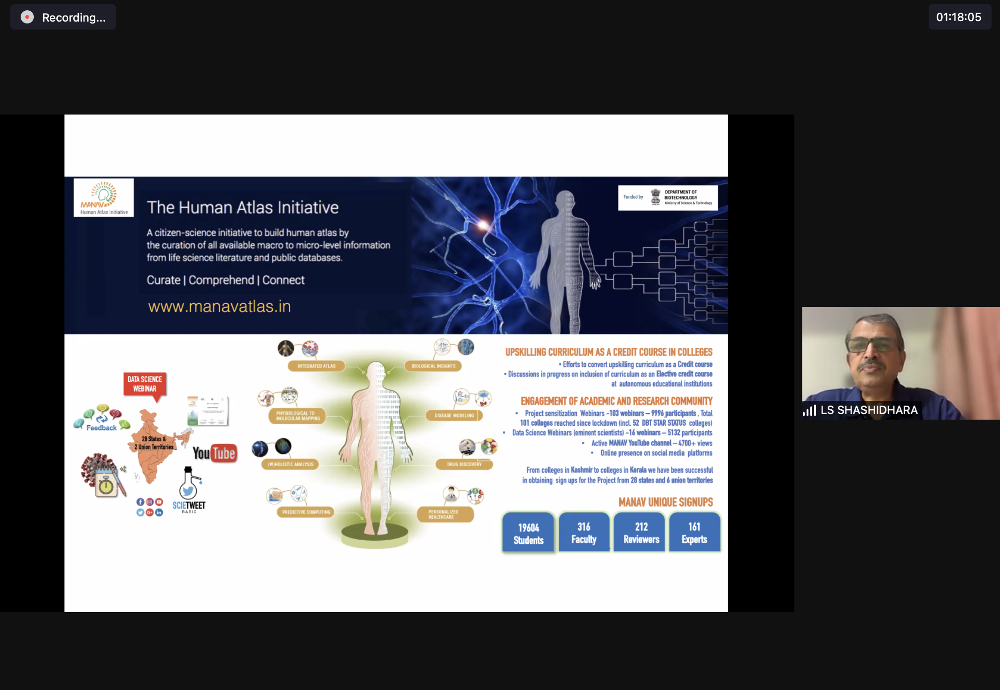 Recording...
01:18:05
MANAV
Human Atlas Initiative
The Human Atlas Initiative
A citizen-science initiative to build human atlas by
the curation of all available macro to micro-level information
from life science literature and public databases.
Curate | Comprehend | Connect
www.manavatlas.in
Funded by
DEPARTMENT OF
BIOTECHNOLOGY
Ministry of Science & Technology
DATA SCIENCE
WEBINAR
Feedback
28 States &
2 Union Territories
YouTube
SCIETWEET
BASIC
INTEGRATED ATLAS
BIOLOGICAL INSIGHTS
PHYSIOLOGICAL TO
MOLECULAR MAPPING
DISEASE MODELING
(W)HOLISTIC ANALYSIS
DRUG DISCOVERY
PREDICTIVE COMPUTING
PERSONALIZED
HEALTHCARE
UPSKILLING CURRICULUM AS A CREDIT COURSE IN COLLEGES
• Efforts to convert upskilling curriculum as a Credit course
• Discussions in progress on inclusion of curriculum as an Elective credit course
at autonomous educational institutions
ENGAGEMENT OF ACADEMIC AND RESEARCH COMMUNITY
• Project sensitization Webinars -103 webinars – 9996 participants , Total
101 colleges reached since lockdown (incl. 52 DBT STAR STATUS colleges)
• Data Science Webinars (eminent scientists) -16 webinars – 5132 participants
• Active MANAV YouTube channel – 4700+ views
• Online presence on social media platforms
From colleges in Kashmir to colleges in Kerala we have been successful
in obtaining sign ups for the Project from 28 states and 6 union territories
MANAV UNIQUE SIGNUPS
19604
Students
316
Faculty
212
Reviewers
161
Experts
LS SHASHIDHARA